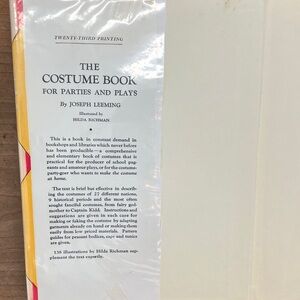 TWENTY-THIRD PRINTING
THE
COSTUME BOOK
FOR PARTIES AND PLAYS
By JOSEPH LEEMING
Illustrated by
HILDA RICHMAN
This is a book in constant demand in
bookshops and libraries which never before
has been producible—a comprehensive
and elementary book of costumes that is
practical for the producer of school pag-
eants and amateur plays, or for the costume
party-goer who wants to make the costume
at home.
The text is brief but effective in describ-
ing the costumes of 27 different nations,
9 historical periods and the most often
sought fanciful costumes, from fairy god-
mother to Captain Kidd. Instructions and
suggestions are given in each case for
making or faking the costume by adapting
garments already on hand or making them
easily from low priced materials. Pattern
guides for peasant bodices, caps and tunics
are given.
138 illustrations by Hilda Richman sup-
plement the text expertly.